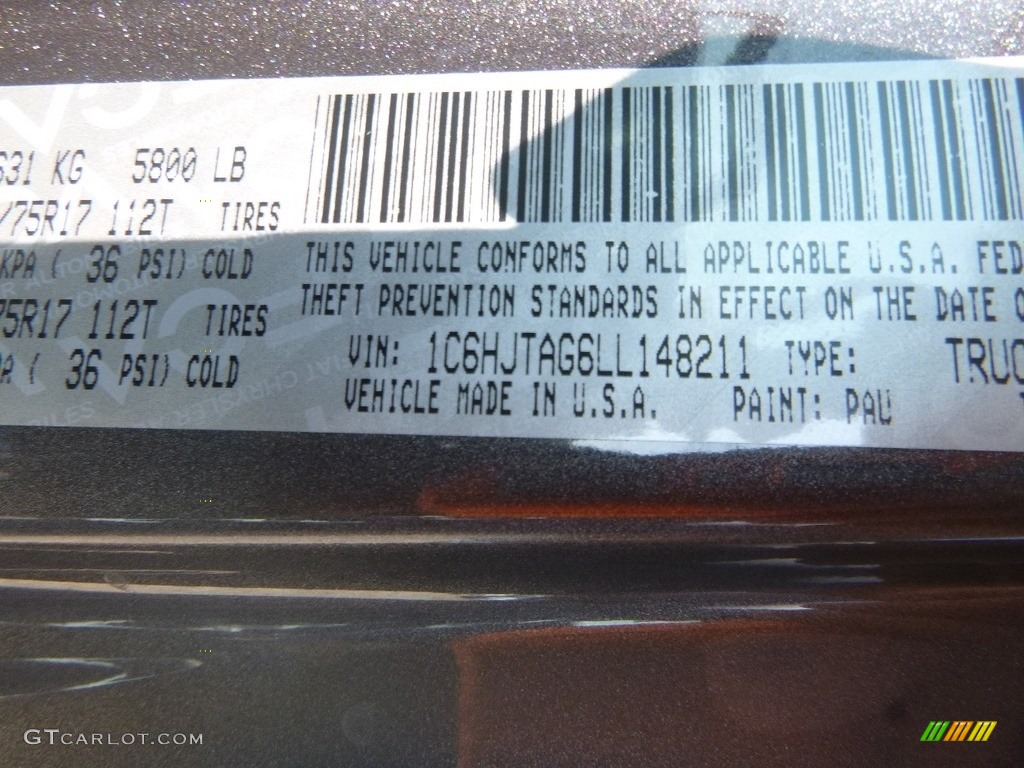 631 KG 5800 LB
/75R17 112T TIRES
KPA ( 36 PSI) COLD
75R17 112T TIRES
PA ( 36 PSI) COLD
THIS VEHICLE CONFORMS TO ALL APPLICABLE U.S.A. FED
THEFT PREVENTION STANDARDS IN EFFECT ON THE DATE O
VIN: 1C6HJTAG6LL148211 TYPE: TRUC
VEHICLE MADE IN U.S.A. PAINT: PAU
GTCARLOT.COM